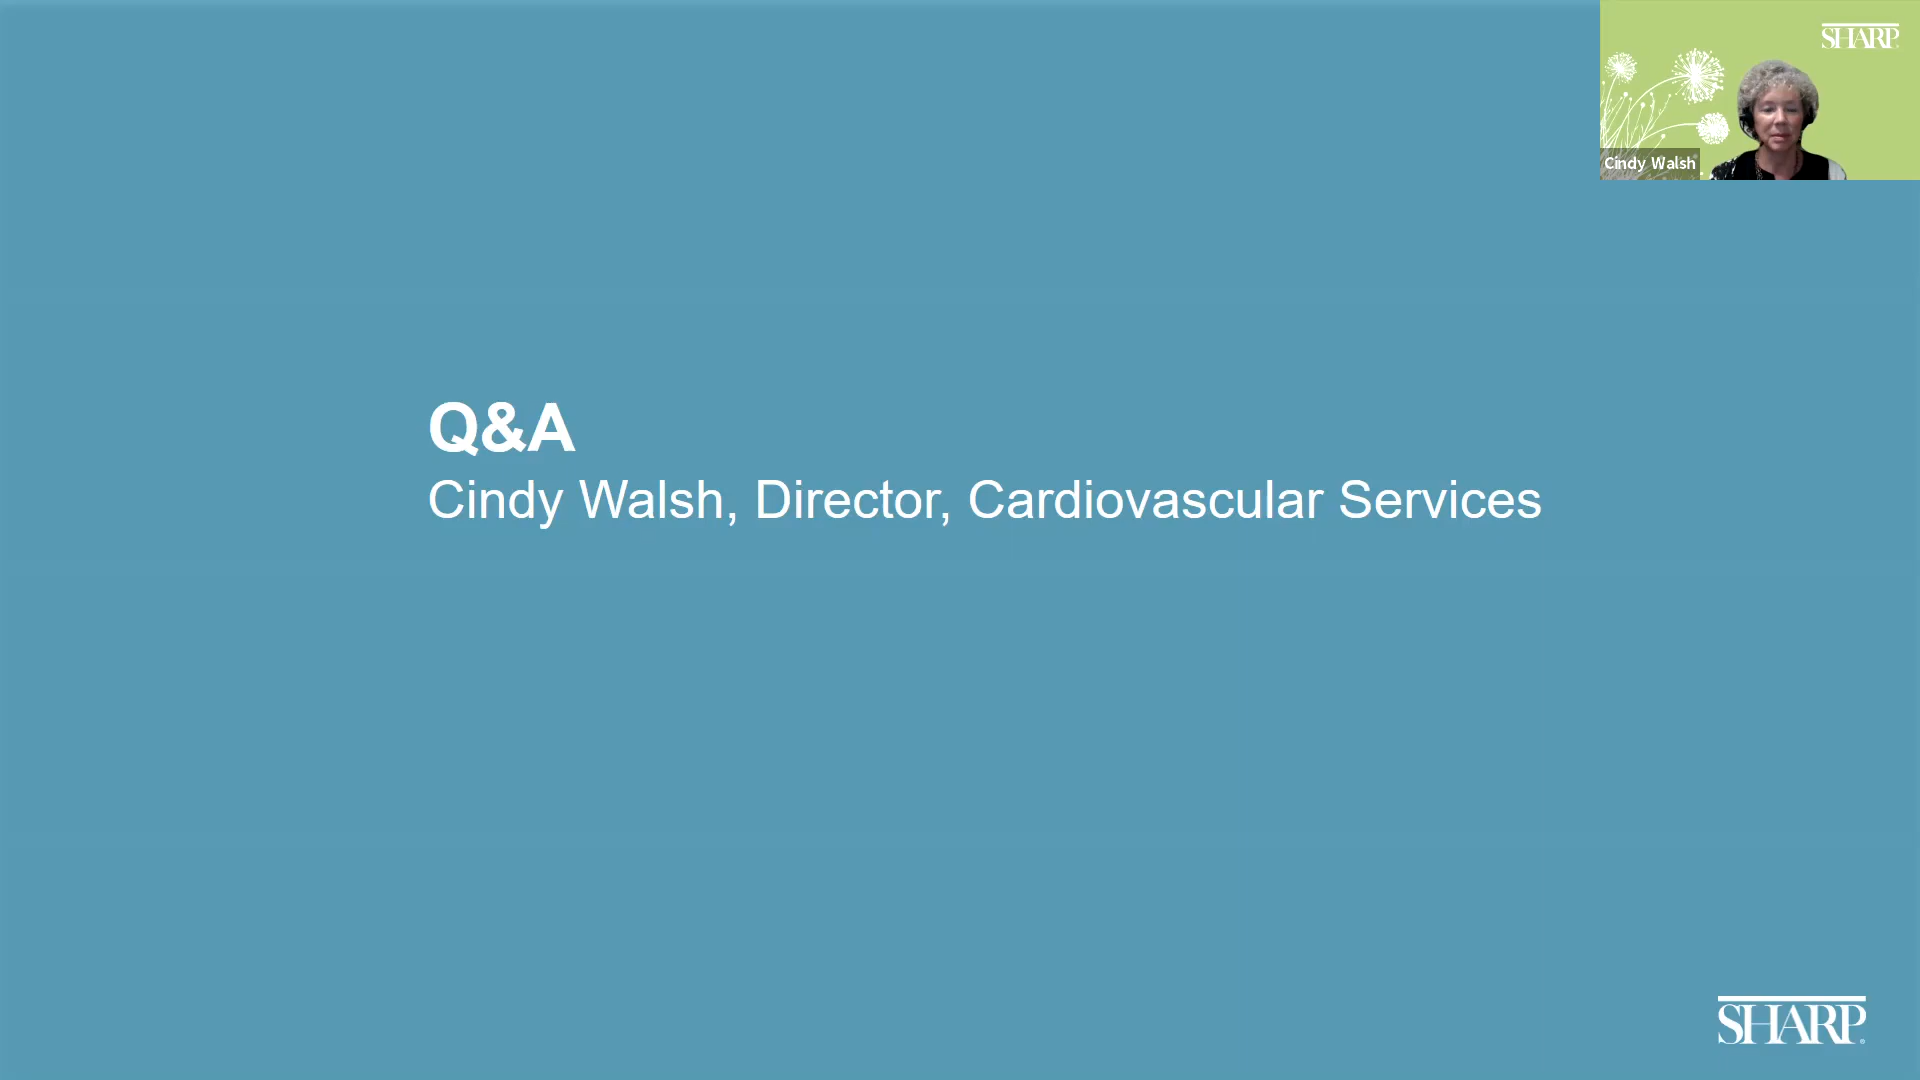 SHARP
Cindy Walsh
Q&A
Cindy Walsh, Director, Cardiovascular Services
SHARP®